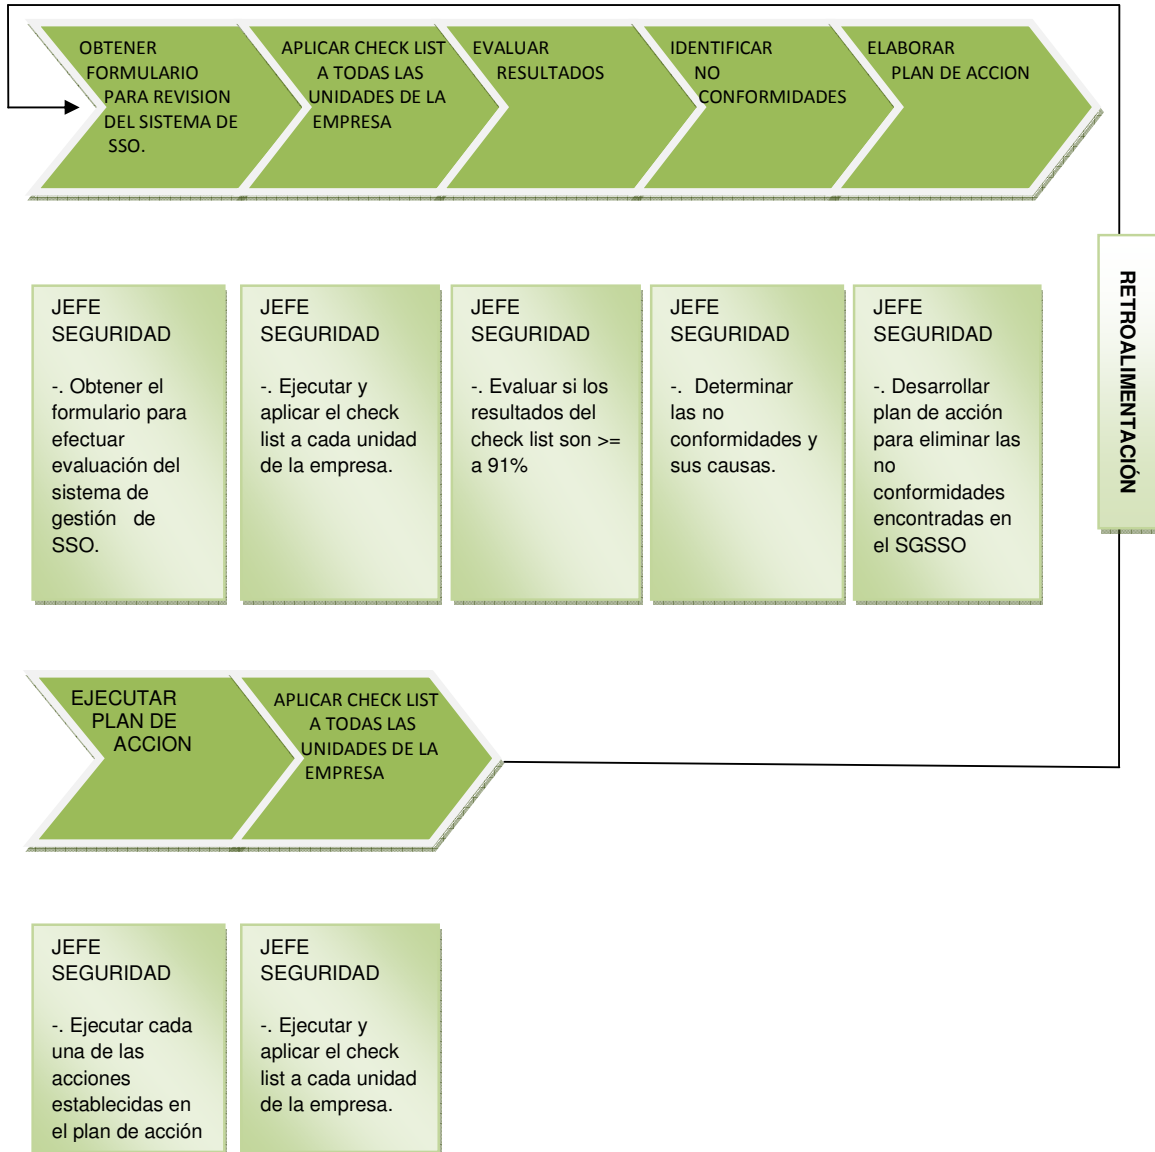 OBTENER
FORMULARIO
PARA REVISION
DEL SISTEMA DE
SSO.
APLICAR CHECK LIST
A TODAS LAS
UNIDADES DE LA
EMPRESA
EVALUAR
RESULTADOS
IDENTIFICAR
NO
CONFORMIDADES
ELABORAR
PLAN DE ACCION
RETROALIMENTACIÓN
JEFE
SEGURIDAD
-. Obtener el
formulario para
efectuar
evaluación del
sistema de
gestión de
SSO.
JEFE
SEGURIDAD
-. Ejecutar y
aplicar el check
list a cada unidad
de la empresa.
JEFE
SEGURIDAD
-. Evaluar si los
resultados del
check list son >=
a 91%
JEFE
SEGURIDAD
-. Determinar
las no
conformidades y
sus causas.
JEFE
SEGURIDAD
-. Desarrollar
plan de acción
para eliminar las
no
conformidades
encontradas en
el SGSSO
EJECUTAR
PLAN DE
ACCION
APLICAR CHECK LIST
A TODAS LAS
UNIDADES DE LA
EMPRESA
JEFE
SEGURIDAD
-. Ejecutar cada
una de las
acciones
establecidas en
el plan de acción
JEFE
SEGURIDAD
-. Ejecutar y
aplicar el check
list a cada unidad
de la empresa.